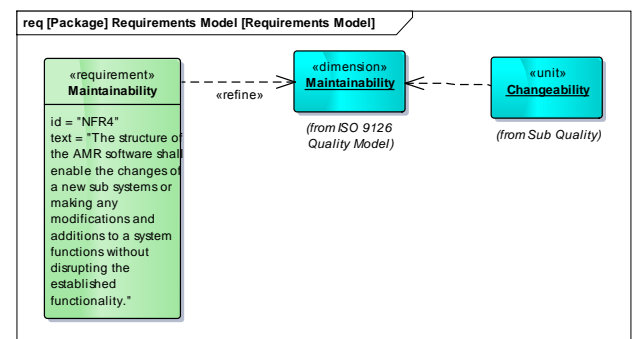 req [Package] Requirements Model [Requirements Model]
«requirement»
Maintainability
id = "NFR4"
text = "The structure of
the AMR software shall
enable the changes of
a new sub systems or
making any
modifications and
additions to a system
functions without
disrupting the
established
functionality."
«refine»
«dimension»
Maintainability
(from ISO 9126
Quality Model)
«unit»
Changeability
(from Sub Quality)